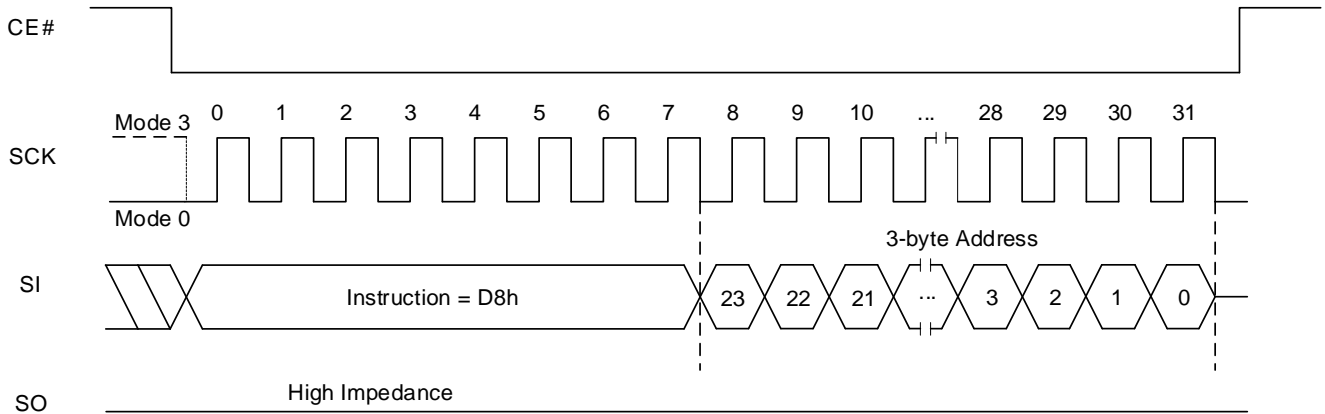 CE#
0 1 2 3 4 5 6 7 8 9 10 ... 28 29 30 31
Mode 3
SCK
Mode 0
3-byte Address
SI
Instruction = D8h 23 22 21 ... 3 2 1 0
High Impedance
SO